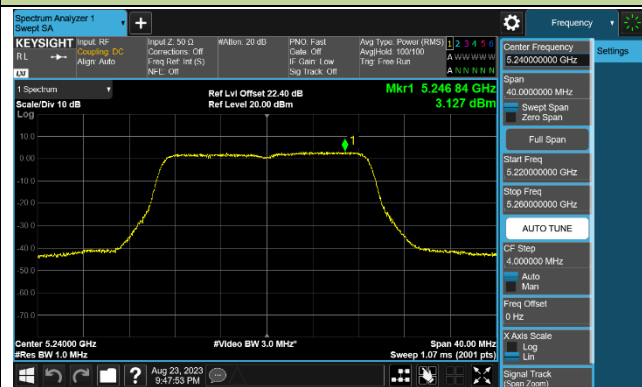 Spectrum Analyzer 1
Swept SA
Frequency
KEYSIGHT
RL
LXI
Input: RF
Coupling: DC
Align: Auto
Input Z: 50 Ω
Corrections: Off
Freq Ref: Int (S)
NFE: Off
#Atten: 20 dB
PNO: Fast
Gate: Off
IF Gain: Low
Sig Track: Off
Avg Type: Power (RMS)
Avg|Hold: 100/100
Trig: Free Run
1 2 3 4 5 6
A W W W W W
A N N N N N
1 Spectrum
Scale/Div 10 dB
Log
Ref Lvl Offset 22.40 dB
Ref Level 20.00 dBm
Mkr1 5.246 84 GHz
3.127 dBm
1
10.0
0.00
-10.0
-20.0
-30.0
-40.0
-50.0
-60.0
-70.0
Center 5.24000 GHz
#Res BW 1.0 MHz
#Video BW 3.0 MHz*
Span 40.00 MHz
Sweep 1.07 ms (2001 pts)
Aug 23, 2023
9:47:53 PM
Center Frequency
5.240000000 GHz
Settings
Span
40.0000000 MHz
Swept Span
Zero Span
Full Span
Start Freq
5.220000000 GHz
Stop Freq
5.260000000 GHz
AUTO TUNE
CF Step
4.000000 MHz
Auto
Man
Freq Offset
0 Hz
X Axis Scale
Log
Lin
Signal Track
(Span Zoom)